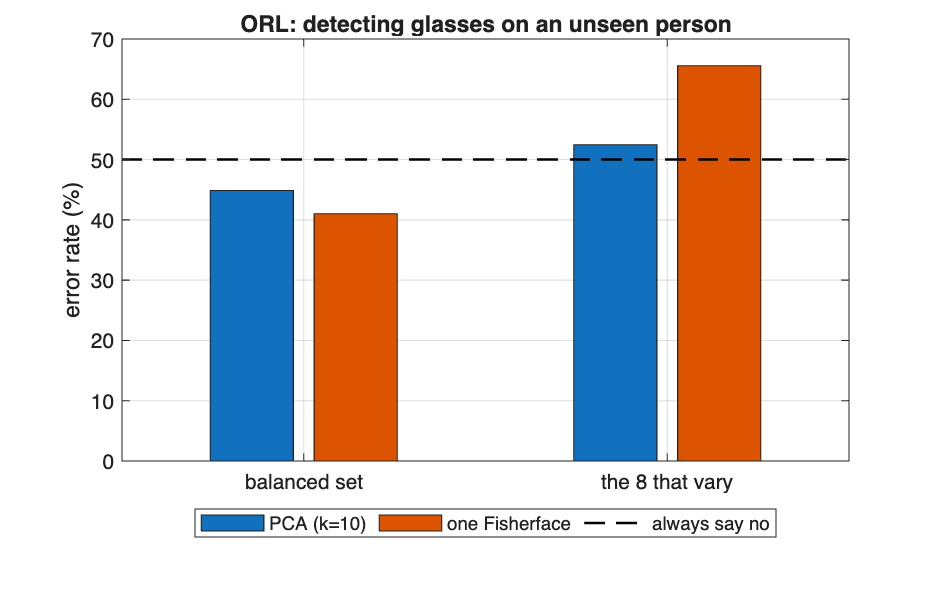 ORL: detecting glasses on an unseen person
error rate (%)
70
60
50
40
30
20
10
0
balanced set
the 8 that vary
PCA (k=10) one Fisherface always say no